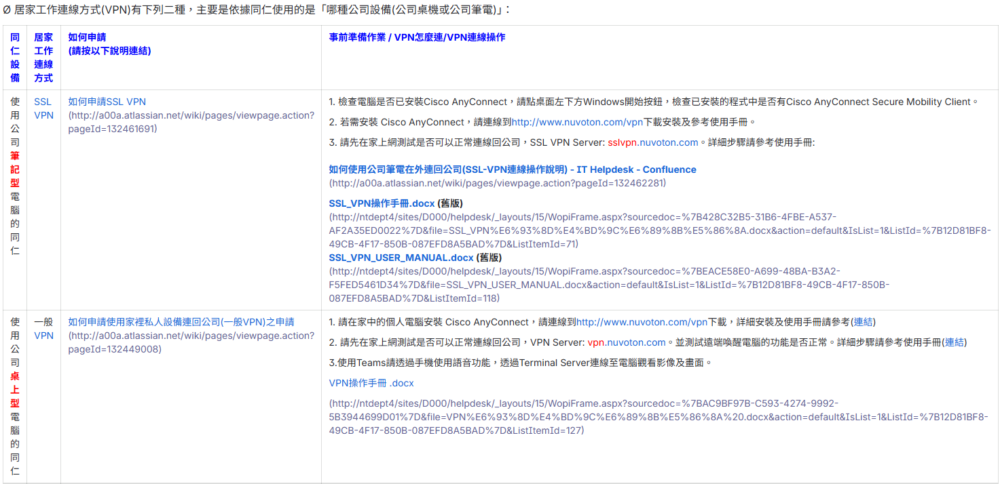 Ø 居家工作連線方式(VPN)有下列二種，主要是依據同仁使用的是「哪種公司設備(公司桌機或公司筆電)」：
同仁設備
居家工作連線方式
如何申請
(請按以下說明連結)
事前準備作業 / VPN怎麼連/VPN連線操作
使用公司筆記型電腦的同仁
SSL
VPN
如何申請SSL VPN
(http://a00a.atlassian.net/wiki/pages/viewpage.action?
pageId=132461691)
1. 檢查電腦是否已安裝Cisco AnyConnect，請點桌面左下方Windows開始按鈕，檢查已安裝的程式中是否有Cisco AnyConnect Secure Mobility Client。
2. 若需安裝 Cisco AnyConnect，請連線到http://www.nuvoton.com/vpn下載安裝及參考使用手冊。
3. 請先在家上網測試是否可以正常連線回公司，SSL VPN Server: sslvpn.nuvoton.com。詳細步驟請參考使用手冊:
如何使用公司筆電在外連回公司(SSL-VPN連線操作說明) - IT Helpdesk - Confluence
(http://a00a.atlassian.net/wiki/pages/viewpage.action?pageId=132462281)
SSL_VPN操作手冊.docx (舊版)
(http://ntdept4/sites/D000/helpdesk/_layouts/15/WopiFrame.aspx?sourcedoc=%7B428C32B5-31B6-4FBE-A537-
AF2A35ED0022%7D&file=SSL_VPN%E6%93%8D%E4%BD%9C%E6%89%8B%E5%86%8A.docx&action=default&IsList=1&ListId=%7B12D81BF8-
49CB-4F17-850B-087EFD8A5BAD%7D&ListItemId=71)
SSL_VPN_USER_MANUAL.docx (舊版)
(http://ntdept4/sites/D000/helpdesk/_layouts/15/WopiFrame.aspx?sourcedoc=%7BEACE58E0-A699-48BA-B3A2-
F5FED5461D34%7D&file=SSL_VPN_USER_MANUAL.docx&action=default&IsList=1&ListId=%7B12D81BF8-49CB-4F17-850B-
087EFD8A5BAD%7D&ListItemId=118)
使用公司桌上型電腦的同仁
一般
VPN
如何申請使用家裡私人設備連回公司(一般VPN)之申請
(http://a00a.atlassian.net/wiki/pages/viewpage.action?
pageId=132449008)
1. 請在家中的個人電腦安裝 Cisco AnyConnect，請連線到http://www.nuvoton.com/vpn下載，詳細安裝及使用手冊請參考(連結)
2. 請先在家上網測試是否可以正常連線回公司，VPN Server: vpn.nuvoton.com。並測試遠端喚醒電腦的功能是否正常。詳細步驟請參考使用手冊(連結)
3.使用Teams請透過手機使用語音功能，透過Terminal Server連線至電腦觀看影像及畫面。
VPN操作手冊 .docx
(http://ntdept4/sites/D000/helpdesk/_layouts/15/WopiFrame.aspx?sourcedoc=%7BAC9BF97B-C593-4274-9992-
5B3944699D01%7D&file=VPN%E6%93%8D%E4%BD%9C%E6%89%8B%E5%86%8A%20.docx&action=default&IsList=1&ListId=%7B12D81BF8-
49CB-4F17-850B-087EFD8A5BAD%7D&ListItemId=127)